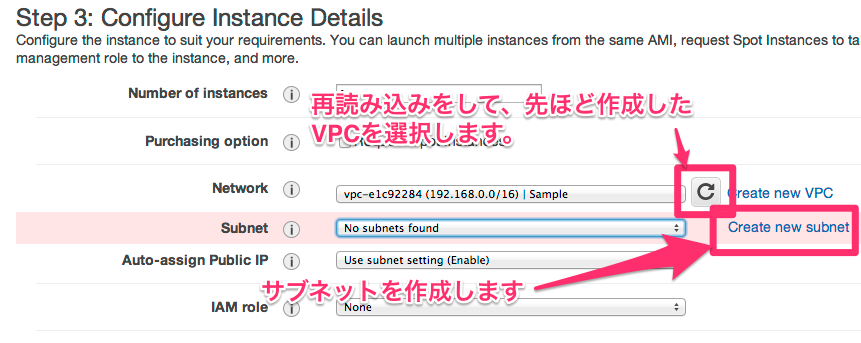 Step 3: Configure Instance Details
Configure the instance to suit your requirements. You can launch multiple instances from the same AMI, request Spot Instances to ta
management role to the instance, and more.
Number of instances
再読み込みをして、先ほど作成した
VPCを選択します。
Purchasing option
Network
vpc-e1c92284 (192.168.0.0/16) | Sample
Create new VPC
Subnet
No subnets found
Create new subnet
Auto-assign Public IP
Use subnet setting (Enable)
サブネットを作成します
IAM role
None